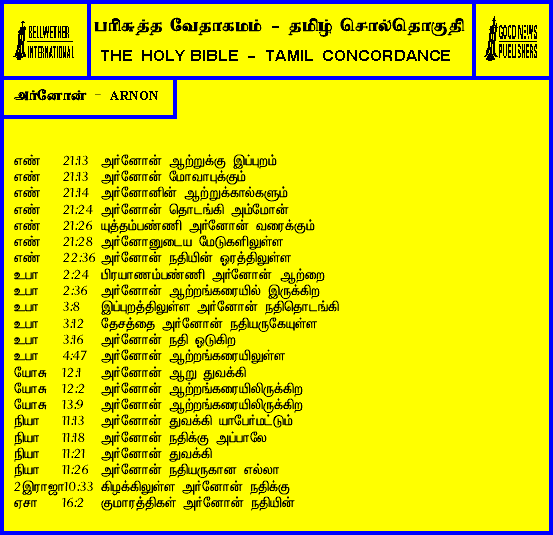 BELLWETHER
INTERNATIONAL
பரிசுத்த வேதாகமம் - தமிழ் சொல்தொகுதி
THE HOLY BIBLE - TAMIL CONCORDANCE
GOOD NEWS
PUBLISHERS
அர்னோன் - ARNON
எண் 21:13 அர்னோன் ஆற்றுக்கு இப்புறம்
எண் 21:13 அர்னோன் மோவாபுக்கும்
எண் 21:14 அர்னோனின் ஆற்றுக்கால்களும்
எண் 21:24 அர்னோன் தொடங்கி அம்மோன்
எண் 21:26 யுத்தம்பண்ணி அர்னோன் வரைக்கும்
எண் 21:28 அர்னோனுடைய மேடுகளிலுள்ள
எண் 22:36 அர்னோன் நதியின் ஓரத்திலுள்ள
உபா 2:24 பிரயாணம்பண்ணி அர்னோன் ஆற்றை
உபா 2:36 அர்னோன் ஆற்றங்கரையில் இருக்கிற
உபா 3:8 இப்புறத்திலுள்ள அர்னோன் நதிதொடங்கி
உபா 3:12 தேசத்தை அர்னோன் நதியருகேயுள்ள
உபா 3:16 அர்னோன் நதி ஓடுகிற
உபா 4:47 அர்னோன் ஆற்றங்கரையிலுள்ள
யோசு 12:1 அர்னோன் ஆறு துவக்கி
யோசு 12:2 அர்னோன் ஆற்றங்கரையிலிருக்கிற
யோசு 13:9 அர்னோன் ஆற்றங்கரையிலிருக்கிற
நியா 11:13 அர்னோன் துவக்கி யாபேர்மட்டும்
நியா 11:18 அர்னோன் நதிக்கு அப்பாலே
நியா 11:21 அர்னோன் துவக்கி
நியா 11:26 அர்னோன் நதியருகான எல்லா
2இராஜா10:33 கிழக்கிலுள்ள அர்னோன் நதிக்கு
ஏசா 16:2 குமாரத்திகள் அர்னோன் நதியின்